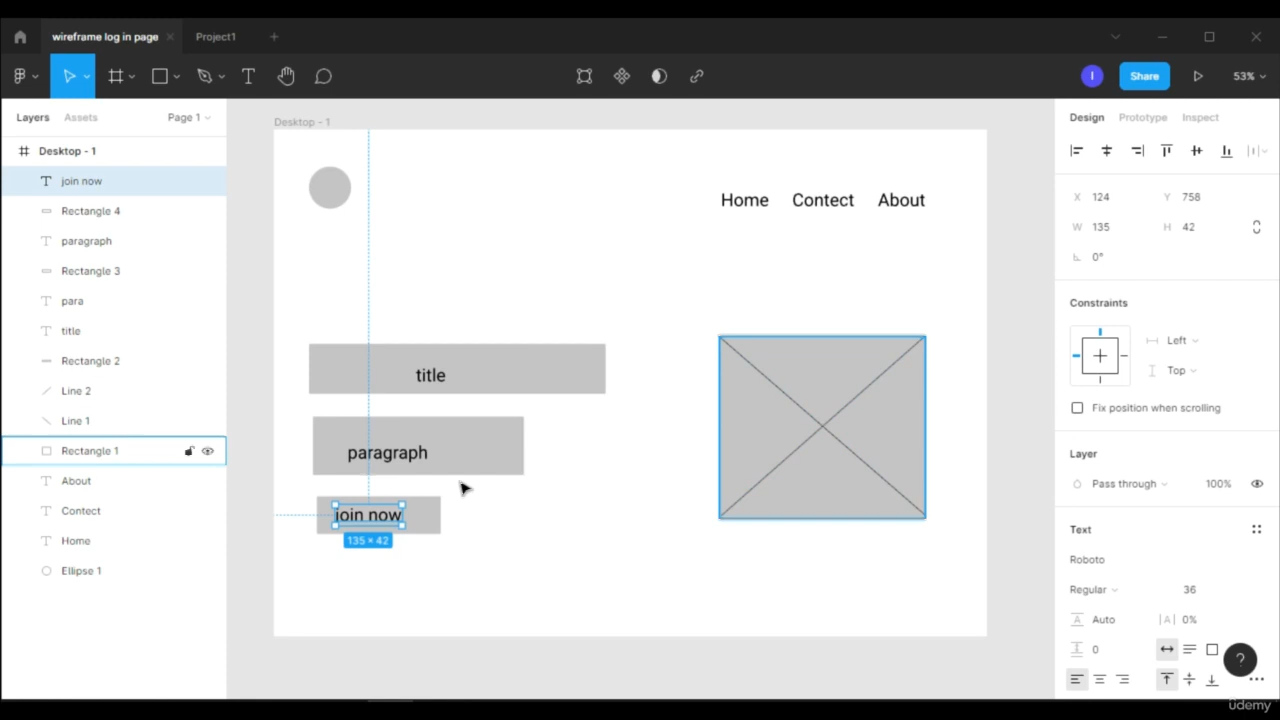 wireframe log in page
Project1
I
Share
53%
Layers
Assets
Page 1
Desktop - 1
join now
Rectangle 4
paragraph
Rectangle 3
para
title
Rectangle 2
Line 2
Line 1
Rectangle 1
About
Contect
Home
Ellipse 1
Desktop - 1
Home Contect About
title
paragraph
join now
135 × 42
Design
Prototype
Inspect
X 124 Y 758
W 135 H 42
0°
Constraints
Left
Top
Fix position when scrolling
Layer
Pass through 100%
Text
Roboto
Regular 36
Auto |A| 0%
0
?
ûdemy